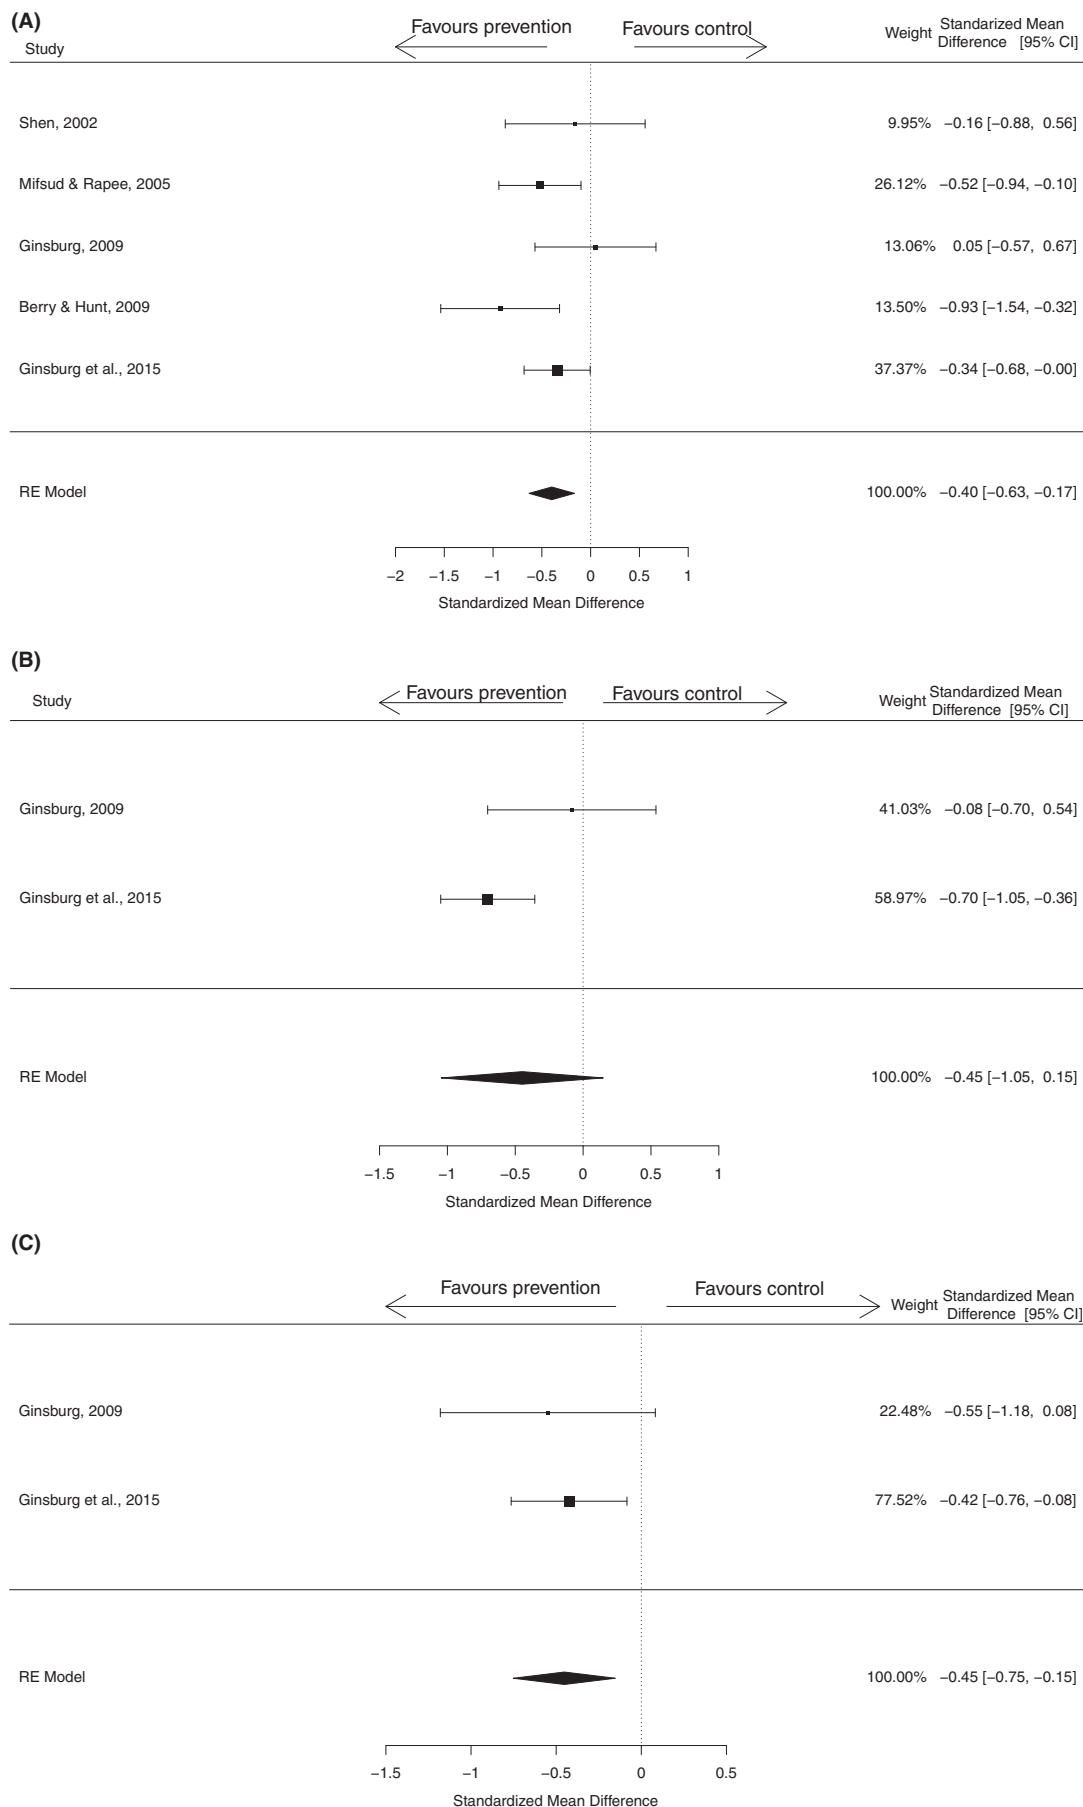 (A)
Study
Favours prevention
Favours control
Weight
Standardized Mean
Difference [95% CI]
Shen, 2002 9.95% −0.16 [−0.88, 0.56]
Mifsud & Rapee, 2005 26.12% −0.52 [−0.94, −0.10]
Ginsburg, 2009 13.06% 0.05 [−0.57, 0.67]
Berry & Hunt, 2009 13.50% −0.93 [−1.54, −0.32]
Ginsburg et al., 2015 37.37% −0.34 [−0.68, −0.00]
RE Model 100.00% −0.40 [−0.63, −0.17]
−2 −1.5 −1 −0.5 0 0.5 1
Standardized Mean Difference
(B)
Study
Favours prevention
Favours control
Weight
Standardized Mean
Difference [95% CI]
Ginsburg, 2009 41.03% −0.08 [−0.70, 0.54]
Ginsburg et al., 2015 58.97% −0.70 [−1.05, −0.36]
RE Model 100.00% −0.45 [−1.05, 0.15]
−1.5 −1 −0.5 0 0.5 1
Standardized Mean Difference
(C)
Favours prevention
Favours control
Weight
Standardized Mean
Difference [95% CI]
Ginsburg, 2009 22.48% −0.55 [−1.18, 0.08]
Ginsburg et al., 2015 77.52% −0.42 [−0.76, −0.08]
RE Model 100.00% −0.45 [−0.75, −0.15]
−1.5 −1 −0.5 0 0.5
Standardized Mean Difference